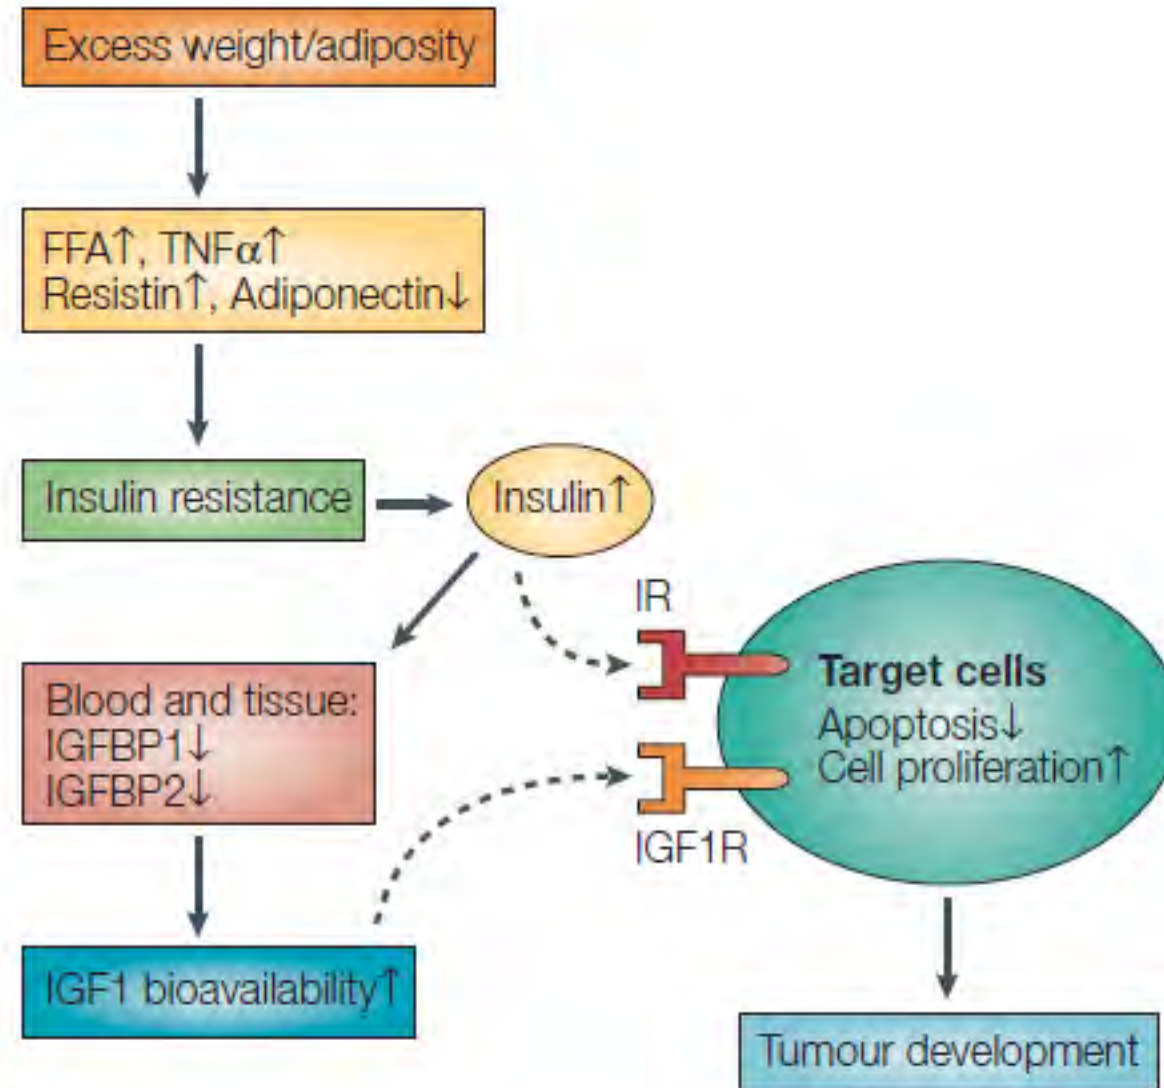 Excess weight/adiposity
FFA↑, TNFα↑
Resistin↑, Adiponectin↓
Insulin resistance
Insulin↑
IR
Blood and tissue:
IGFBP1↓
IGFBP2↓
Target cells
Apoptosis↓
Cell proliferation↑
IGF1R
IGF1 bioavailability↑
Tumour development